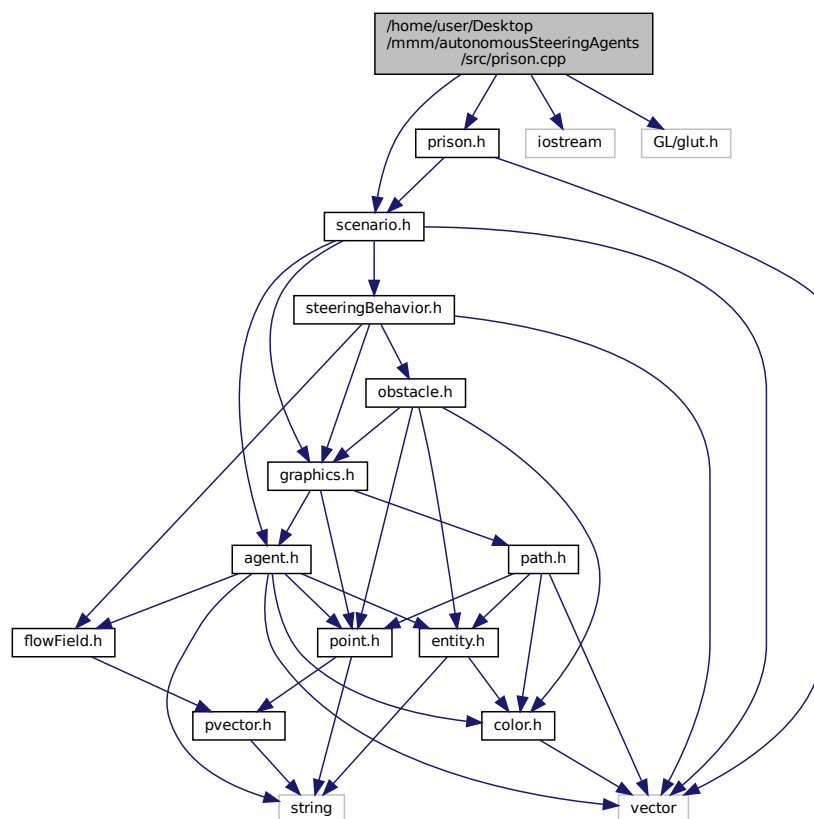 /home/user/Desktop
/mmm/autonomousSteeringAgents
/src/prison.cpp
prison.h
iostream
GL/glut.h
scenario.h
steeringBehavior.h
obstacle.h
graphics.h
agent.h
path.h
flowField.h
point.h
entity.h
pvector.h
color.h
string
vector